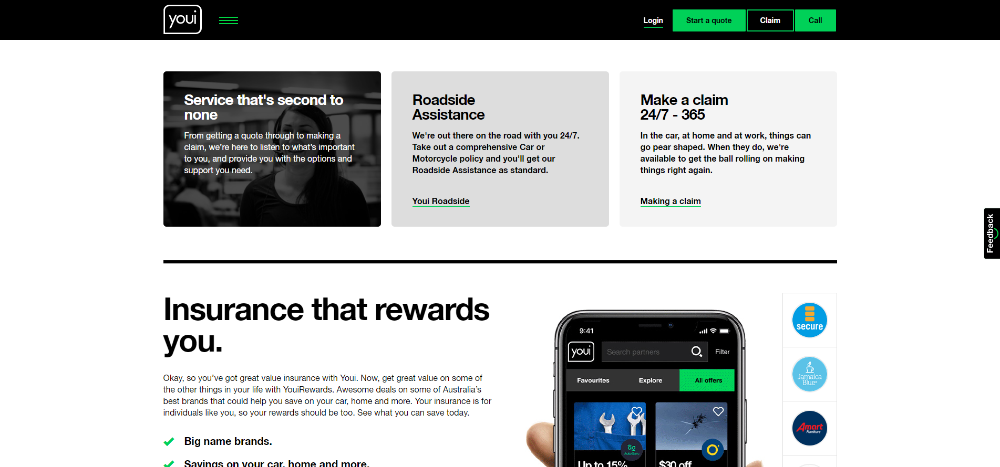 youi
Login
Start a quote
Claim
Call
Service that's second to
none
From getting a quote through to making a
claim, we’re here to listen to what’s important
to you, and provide you with the options and
support you need.
Roadside
Assistance
We're out there on the road with you 24/7.
Take out a comprehensive Car or
Motorcycle policy and you'll get our
Roadside Assistance as standard.
Youi Roadside
Make a claim
24/7 - 365
In the car, at home and at work, things can
go pear shaped. When they do, we're
available to get the ball rolling on making
things right again.
Making a claim
Feedback
Insurance that rewards
you.
Okay, so you’ve got great value insurance with Youi. Now, get great value on some of
the other things in your life with YouiRewards. Awesome deals on some of Australia’s
best brands that could help you save on your car, home and more. Your insurance is for
individuals like you, so your rewards should be too. See what you can save today.
Big name brands.
Savings on your car, home and more.
9:41
youi
Search partners
Filter
Favourites
Explore
All offers
AutoGuru
Up to 15%
$30 off
secure
Jamaica
Blue
Amart
Furniture